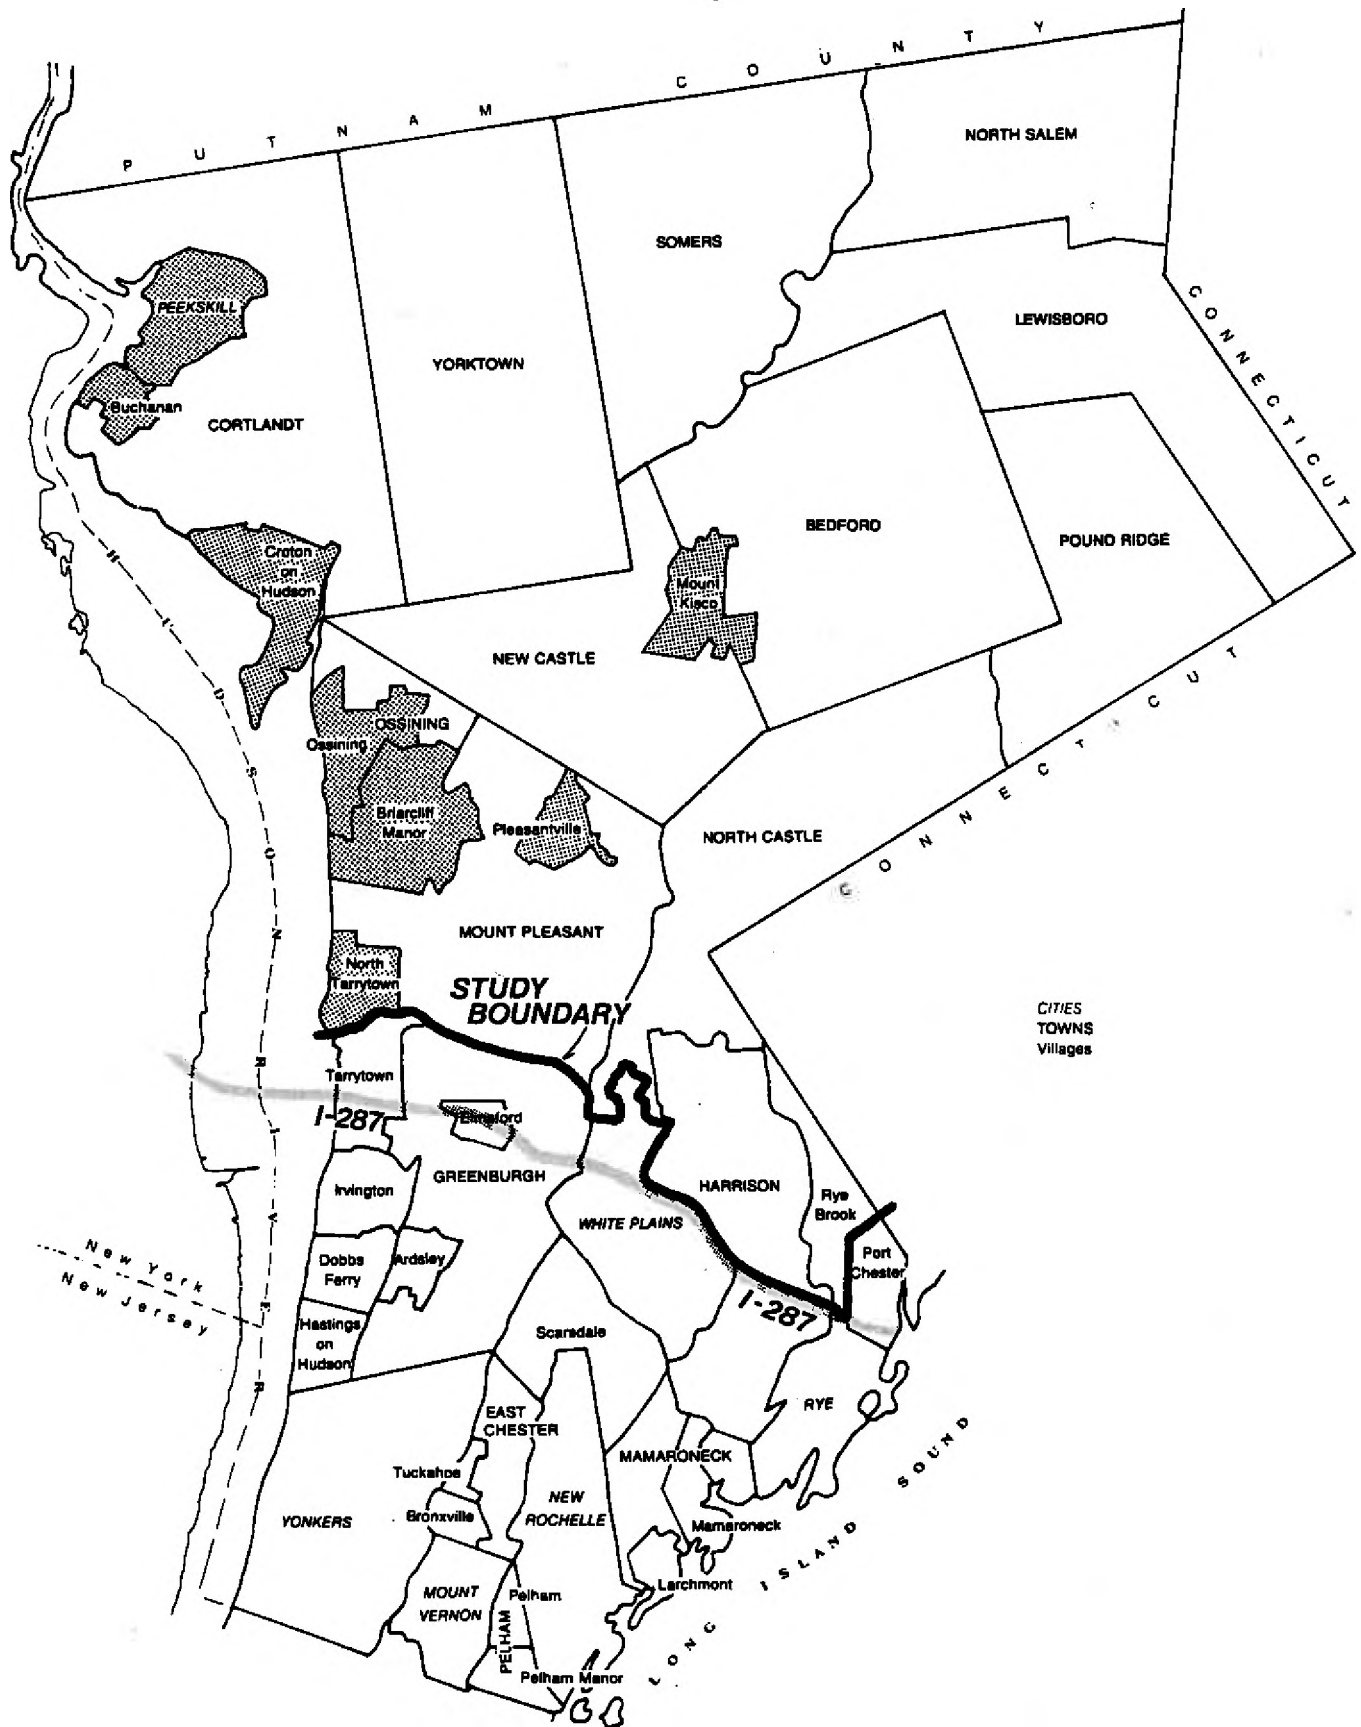 PUTNAM COUNTY
NORTH SALEM
SOMERS
LEWISBORO
CONNECTICUT
PEEKSKILL
YORKTOWN
Buchanan
CORTLANDT
BEDFORD
POUND RIDGE
Croton
on
Hudson
Mount
Kisco
NEW CASTLE
HUDSON RIVER
CONNECTICUT
OSSINING
Ossining
Briarcliff
Manor
Pleasantville
NORTH CASTLE
MOUNT PLEASANT
North
Tarrytown
STUDY
BOUNDARY
CITIES
TOWNS
Villages
Tarrytown
I-287
Elmsford
GREENBURGH
HARRISON
Irvington
Rye
Brook
WHITE PLAINS
New York
New Jersey
Dobbs
Ferry
Ardsley
Port
Chester
I-287
Hastings
on
Hudson
Scarsdale
RYE
EAST
CHESTER
MAMARONECK
Tuckahoe
NEW
ROCHELLE
YONKERS
Bronxville
Mamaroneck
LONG ISLAND SOUND
Larchmont
MOUNT
VERNON
Pelham
PELHAM
Pelham Manor